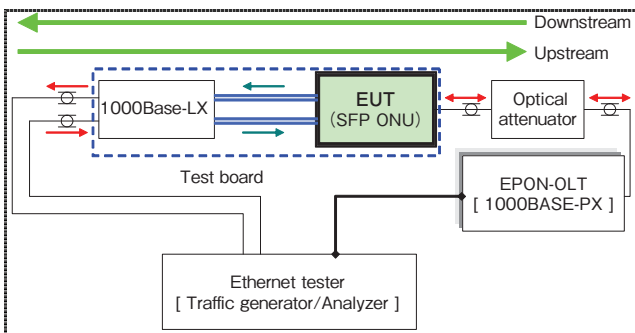 Downstream
Upstream
1000Base-LX
EUT
(SFP ONU)
Optical
attenuator
Test board
EPON-OLT
[ 1000BASE-PX ]
Ethernet tester
[ Traffic generator/Analyzer ]